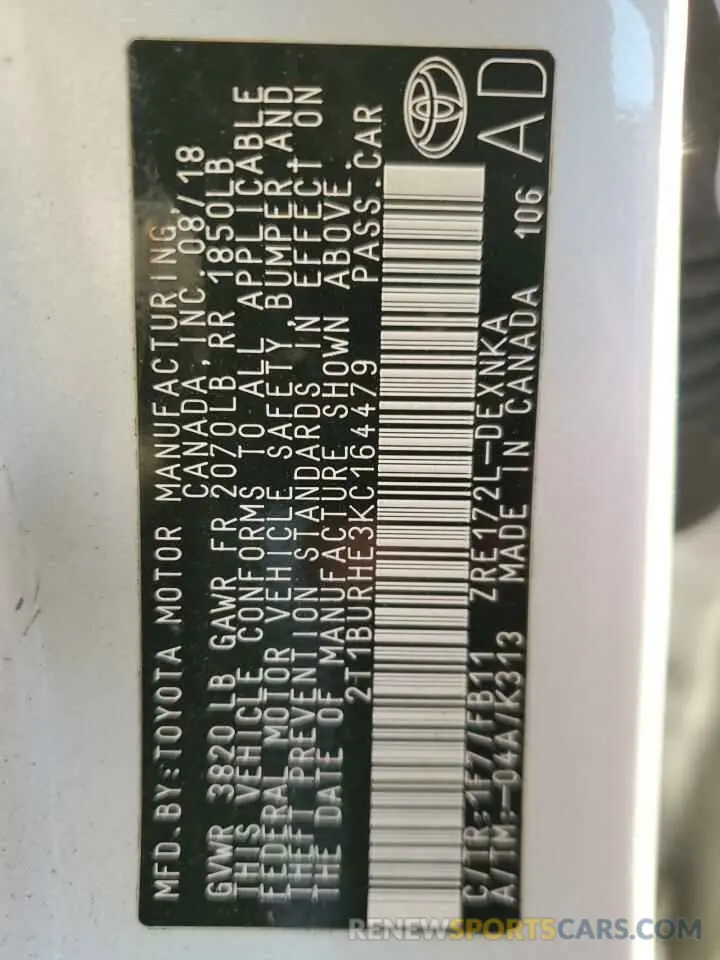 MFD.BY:TOYOTA MOTOR MANUFACTURING
CANADA, INC. 08/18
GVWR 3820LB GAWR FR 2070LB, RR 1850LB
THIS VEHICLE CONFORMS TO ALL APPLICABLE
FEDERAL MOTOR VEHICLE SAFETY, BUMPER, AND
THEFT PREVENTION STANDARDS IN EFFECT ON
THE DATE OF MANUFACTURE SHOWN ABOVE.
2T1BURHE3KC164479 PASS.CAR
C/TR:1F7/FB11 ZRE172L-DEXNKA
A/TM:-04A/K313 MADE IN CANADA 106 AD
RENEWSPORTSCARS.COM